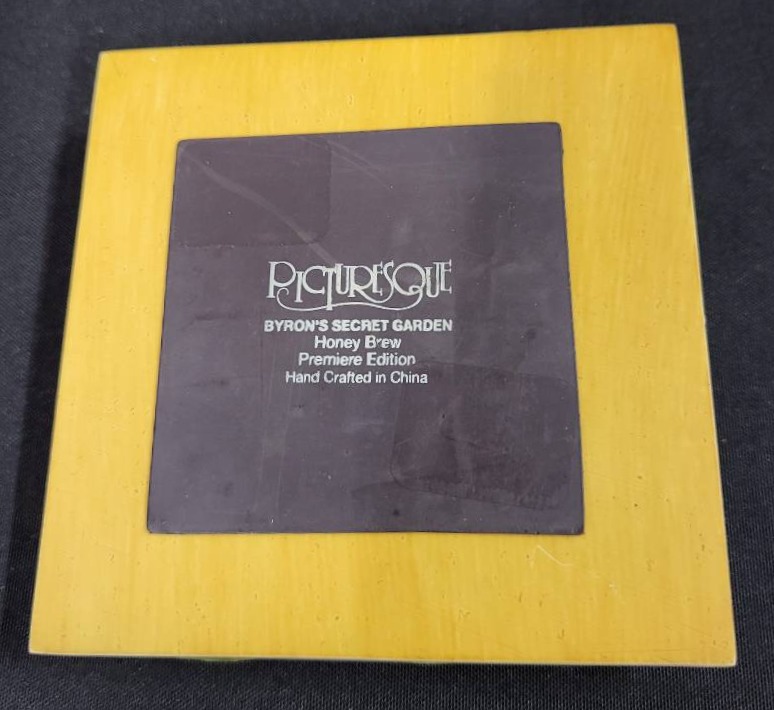 PICTURESQUE
BYRON'S SECRET GARDEN
Honey Brew
Premiere Edition
Hand Crafted in China